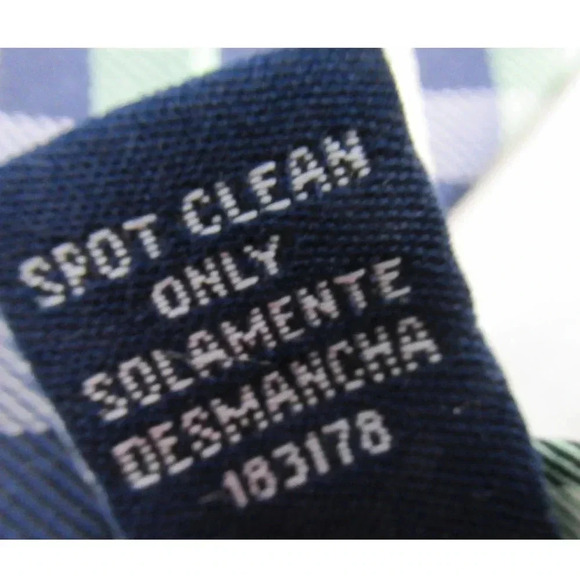 SPOT CLEAN
ONLY
SOLAMENTE
DESMANCHA
183178